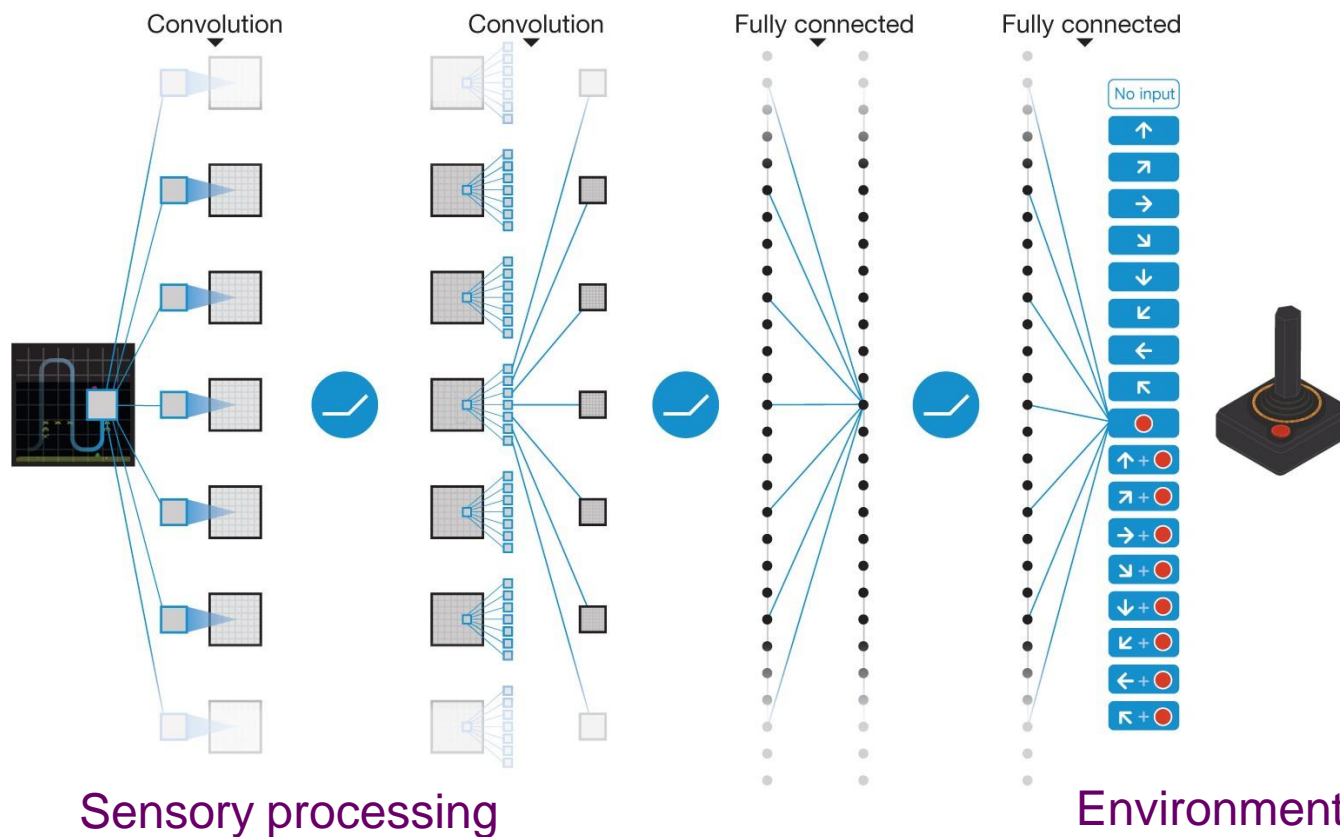 Convolution
Convolution
Fully connected
Fully connected
No input
↑
↗
→
↘
↓
↙
←
↖
↑ +
↗ +
→ +
↘ +
↓ +
↙ +
← +
↖ +
Sensory processing
Environment